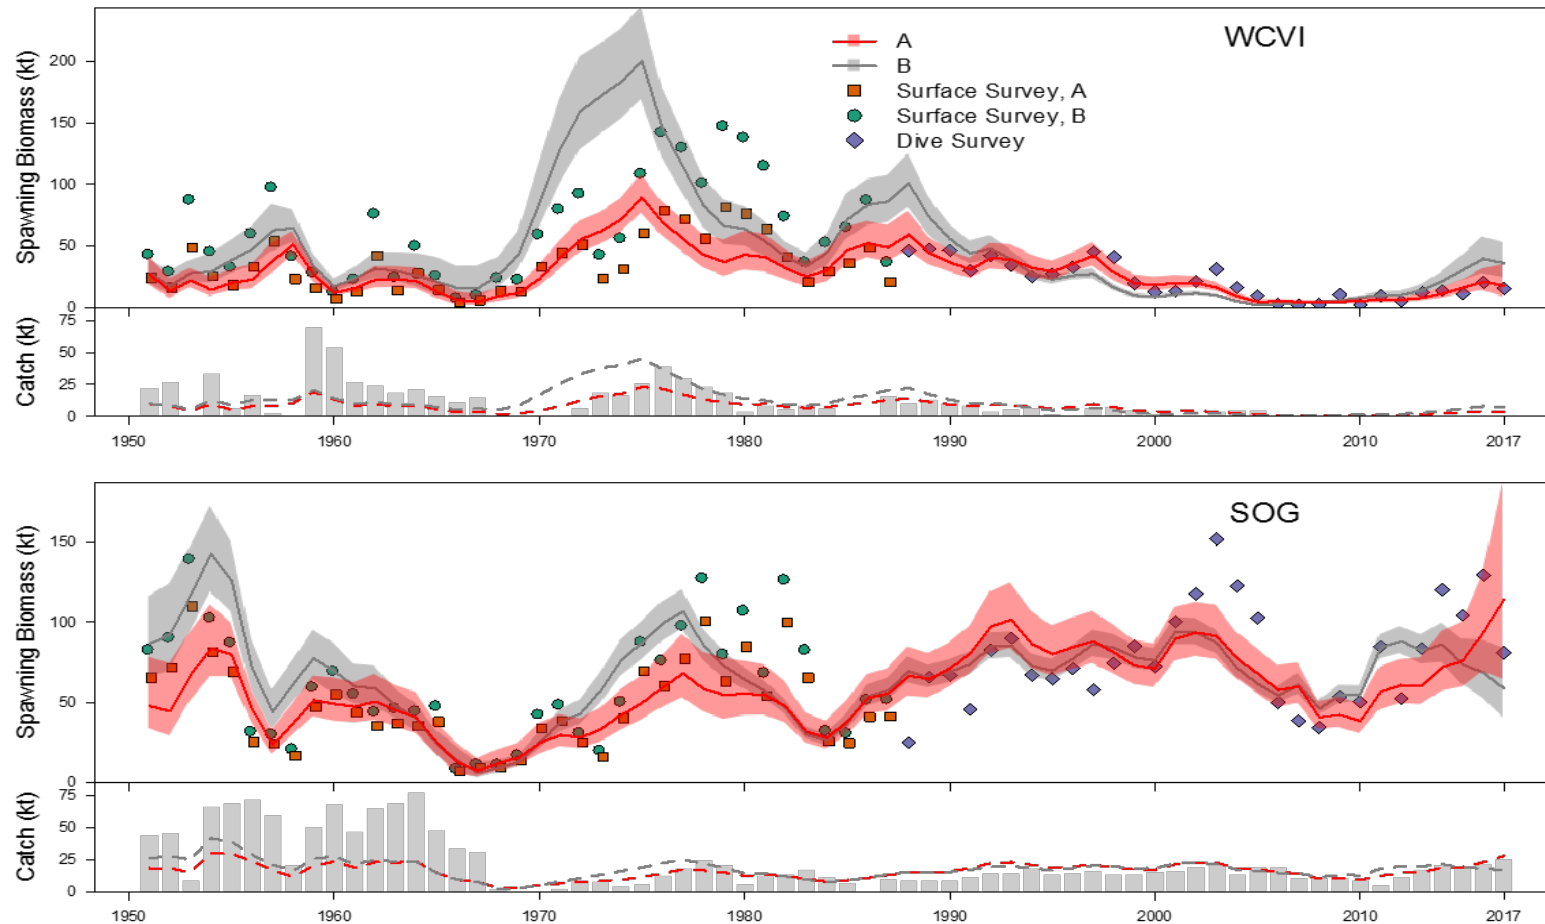 WCVI
A
B
Surface Survey, A
Surface Survey, B
Dive Survey
Spawning Biomass (kt)
200
150
100
50
0
Catch (kt)
75
50
25
0
1950 1960 1970 1980 1990 2000 2010 2017
SOG
Spawning Biomass (kt)
150
100
50
0
Catch (kt)
75
50
25
0
1950 1960 1970 1980 1990 2000 2010 2017